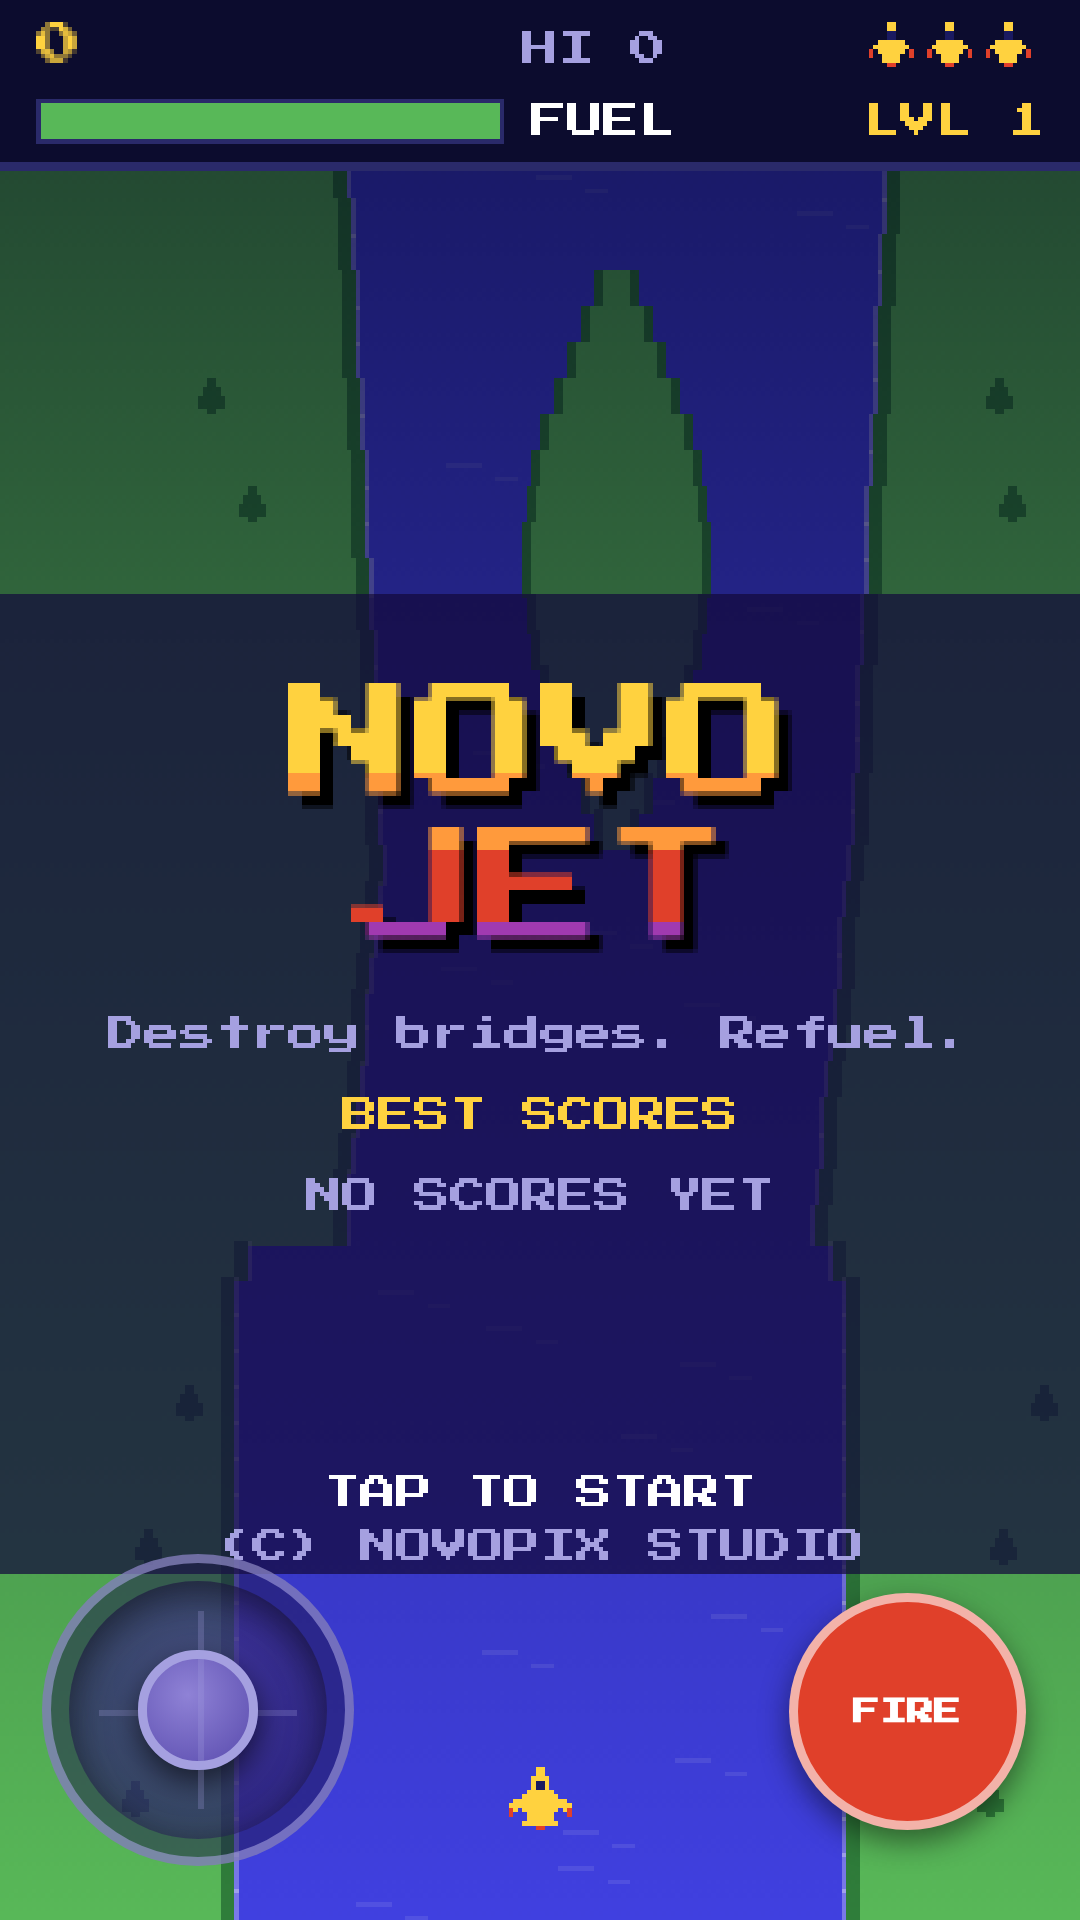 0 HI 0
FUEL LVL 1
NOVO
JET
Destroy bridges. Refuel.
BEST SCORES
NO SCORES YET
TAP TO START
(C) NOVOPIX STUDIO
FIRE